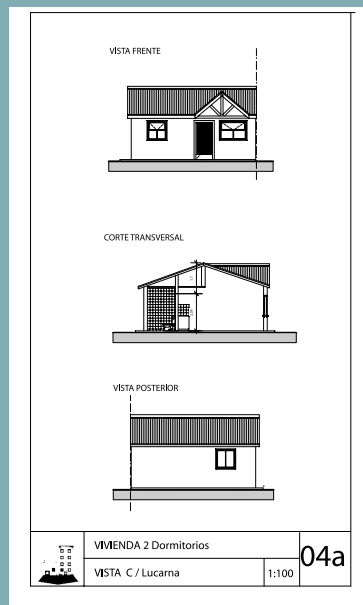 VISTA FRENTE
CORTE TRANSVERSAL
VISTA POSTERIOR
VIVIENDA 2 Dormitorios
VISTA C / Lucarna
1:100
04a